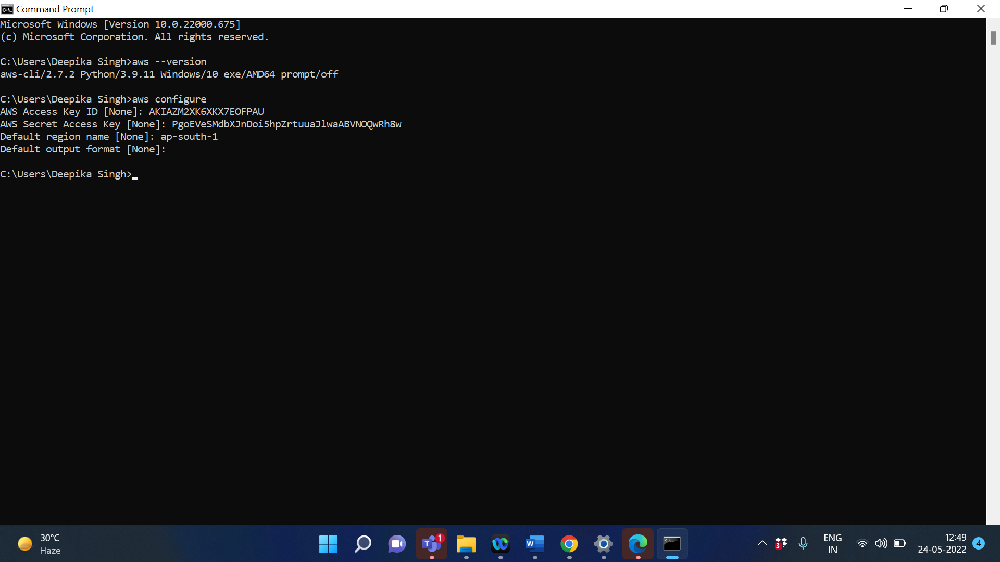 Command Prompt
Microsoft Windows [Version 10.0.22000.675]
(c) Microsoft Corporation. All rights reserved.
C:\Users\Deepika Singh>aws --version
aws-cli/2.7.2 Python/3.9.11 Windows/10 exe/AMD64 prompt/off
C:\Users\Deepika Singh>aws configure
AWS Access Key ID [None]: AKIAZM2XK6XKX7EOFPAU
AWS Secret Access Key [None]: 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
Default region name [None]: ap-south-1
Default output format [None]:
C:\Users\Deepika Singh>
30°C
Haze
1
3
ENG
IN
12:49
24-05-2022
4